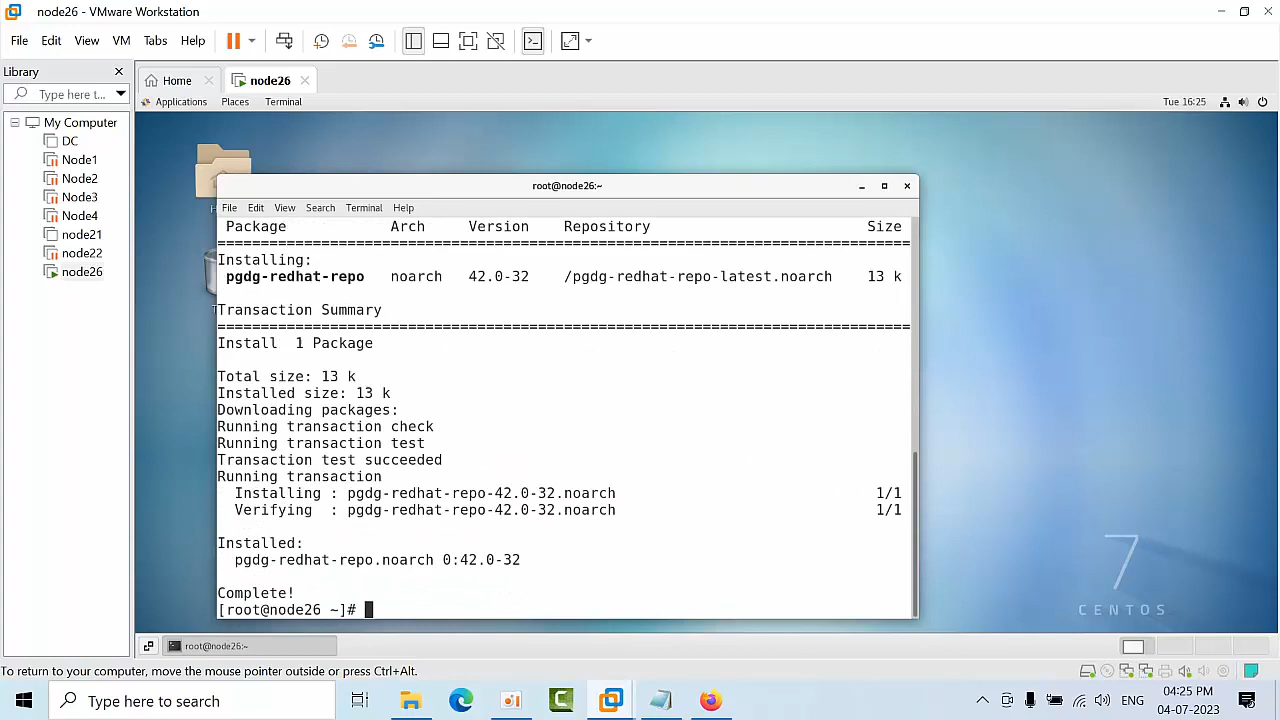 node26 - VMware Workstation
File Edit View VM Tabs Help
Library
Type here t...
Home
node26
My Computer
DC
Node1
Node2
Node3
Node4
node21
node22
node26
Applications Places Terminal
Tue 16:25
root@node26:~
File Edit View Search Terminal Help
Package Arch Version Repository Size
================================================================================
Installing:
pgdg-redhat-repo noarch 42.0-32 /pgdg-redhat-repo-latest.noarch 13 k
Transaction Summary
================================================================================
Install 1 Package
Total size: 13 k
Installed size: 13 k
Downloading packages:
Running transaction check
Running transaction test
Transaction test succeeded
Running transaction
Installing : pgdg-redhat-repo-42.0-32.noarch 1/1
Verifying : pgdg-redhat-repo-42.0-32.noarch 1/1
Installed:
pgdg-redhat-repo.noarch 0:42.0-32
Complete!
[root@node26 ~]#
7
CENTOS
root@node26:~
To return to your computer, move the mouse pointer outside or press Ctrl+Alt.
Type here to search
ENG
04:25 PM
04-07-2023